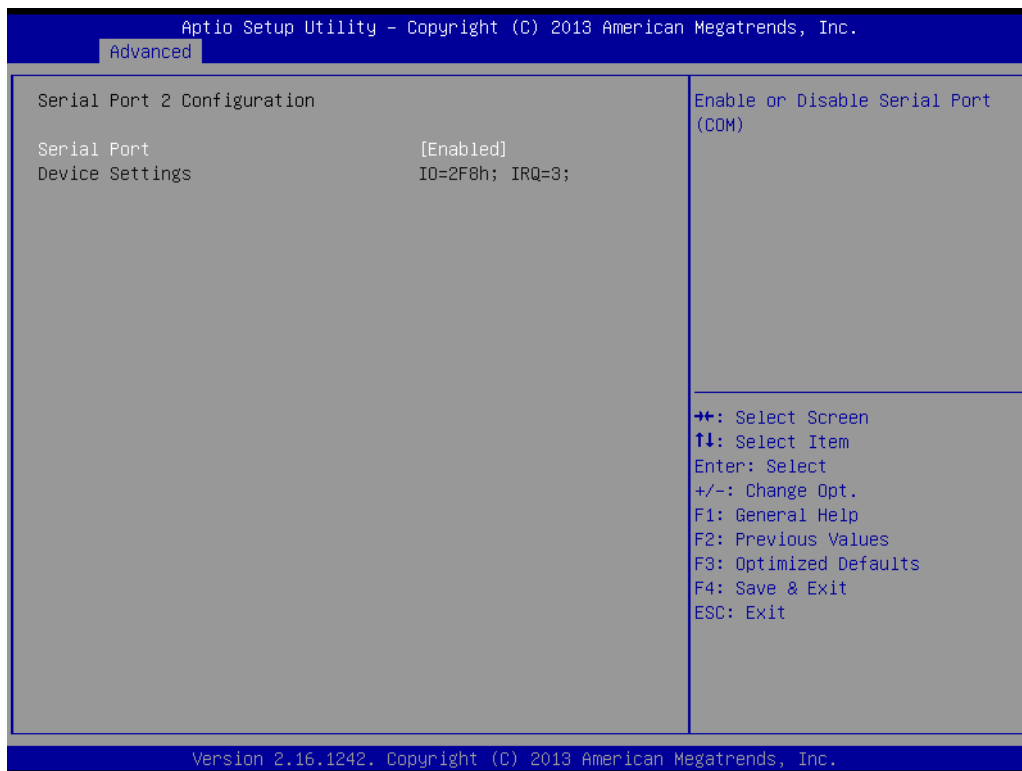 Aptio Setup Utility – Copyright (C) 2013 American Megatrends, Inc.
Advanced
Serial Port 2 Configuration
Serial Port [Enabled]
Device Settings IO=2F8h; IRQ=3;
Enable or Disable Serial Port
(COM)
→←: Select Screen
↑↓: Select Item
Enter: Select
+/-: Change Opt.
F1: General Help
F2: Previous Values
F3: Optimized Defaults
F4: Save & Exit
ESC: Exit
Version 2.16.1242. Copyright (C) 2013 American Megatrends, Inc.